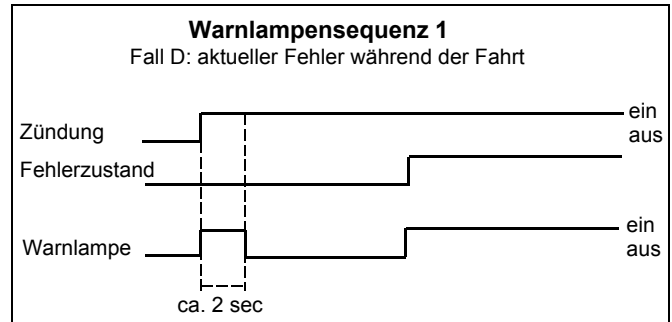 Warnlampensequenz 1
Fall D: aktueller Fehler während der Fahrt
ein
Zündung
aus
Fehlerzustand
ein
Warnlampe
aus
ca. 2 sec